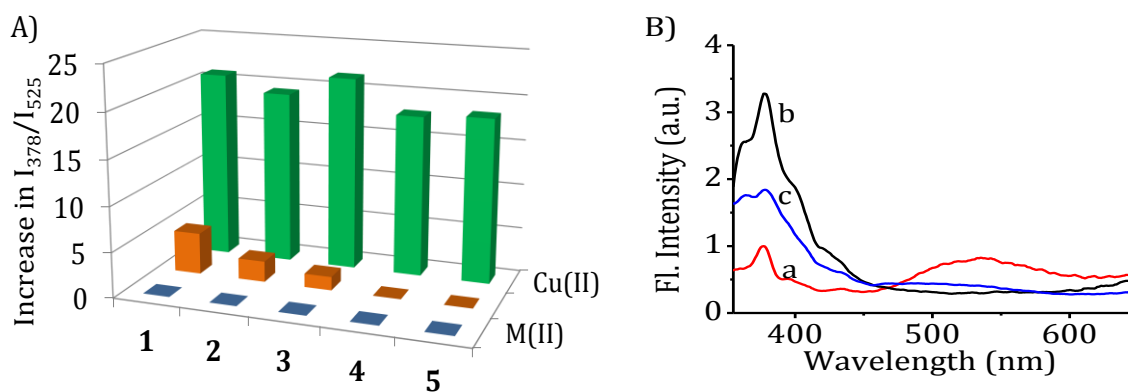 A)
Increase in I378/I525
25
20
15
10
5
0
1
2
3
4
5
Cu(II)
M(II)
B)
Fl. Intensity (a.u.)
4
3
2
1
0
b
c
a
400
500
600
Wavelength (nm)